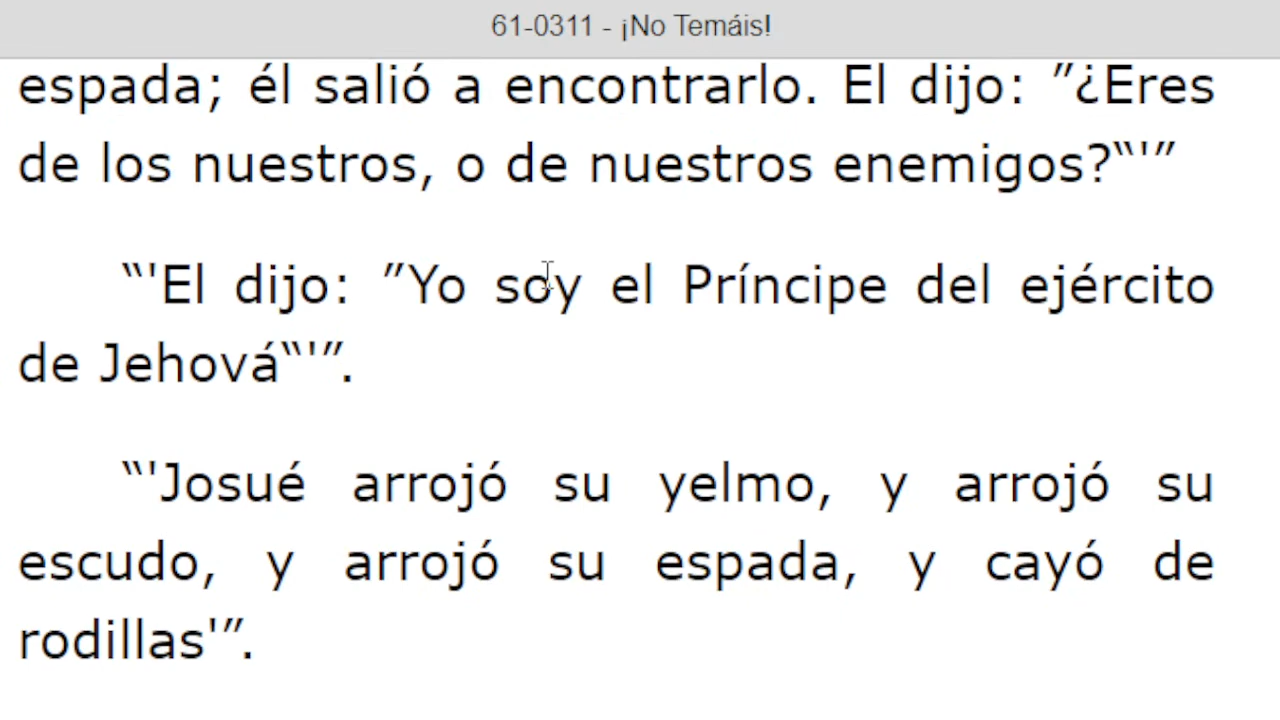 61-0311 - ¡No Temáis!
espada; él salió a encontrarlo. El dijo: ”¿Eres
de los nuestros, o de nuestros enemigos?“'”
“'El dijo: ”Yo soy el Príncipe del ejército
de Jehová“'”.
“'Josué arrojó su yelmo, y arrojó su
escudo, y arrojó su espada, y cayó de
rodillas'”.